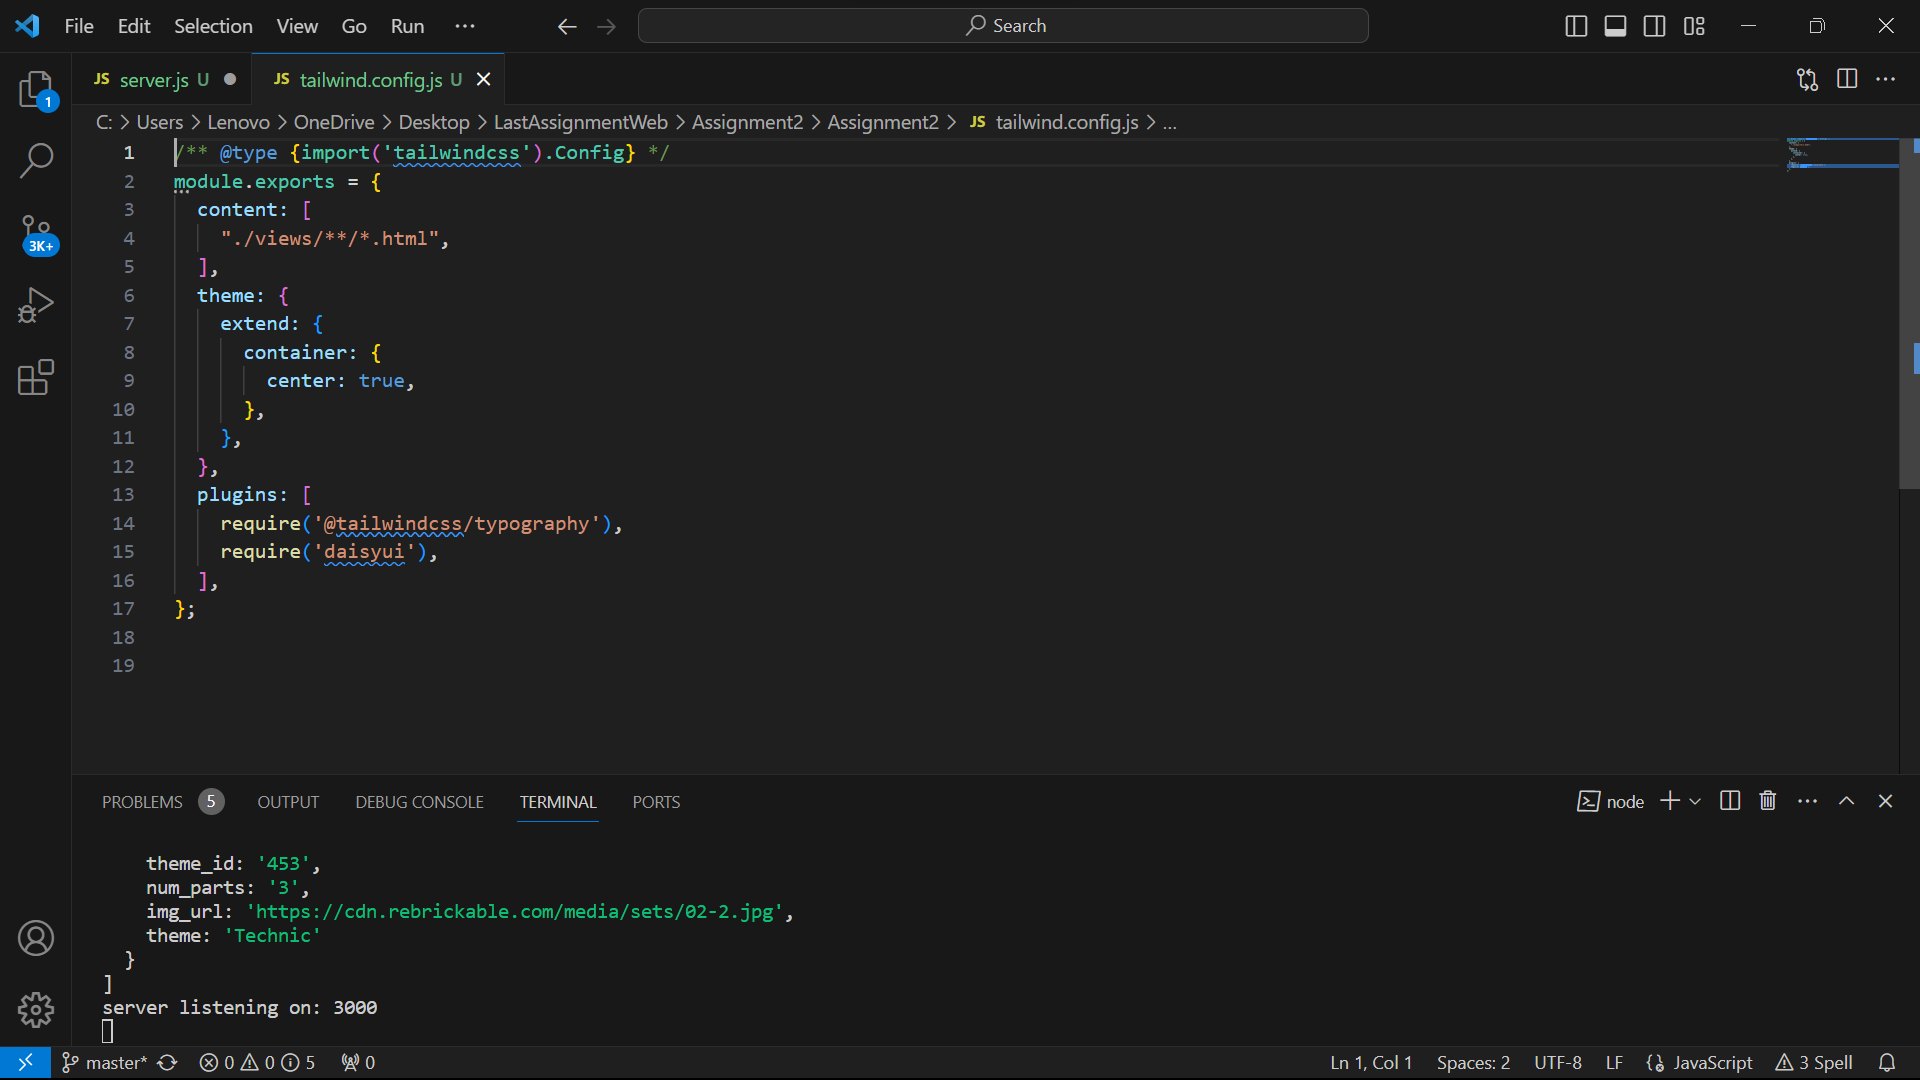 File Edit Selection View Go Run ··· Search
JS server.js U JS tailwind.config.js U
1
C: > Users > Lenovo > OneDrive > Desktop > LastAssignmentWeb > Assignment2 > Assignment2 > JS tailwind.config.js > ...
1 /** @type {import('tailwindcss').Config} */
2 module.exports = {
3 content: [
3K+
4 "./views/**/*.html",
5 ],
6 theme: {
7 extend: {
8 container: {
9 center: true,
10 },
11 },
12 },
13 plugins: [
14 require('@tailwindcss/typography'),
15 require('daisyui'),
16 ],
17 };
18
19
PROBLEMS 5 OUTPUT DEBUG CONSOLE TERMINAL PORTS node
theme_id: '453',
num_parts: '3',
img_url: 'https://cdn.rebrickable.com/media/sets/02-2.jpg',
theme: 'Technic'
}
]
server listening on: 3000
master* 0 0 5 0 Ln 1, Col 1 Spaces: 2 UTF-8 LF JavaScript 3 Spell